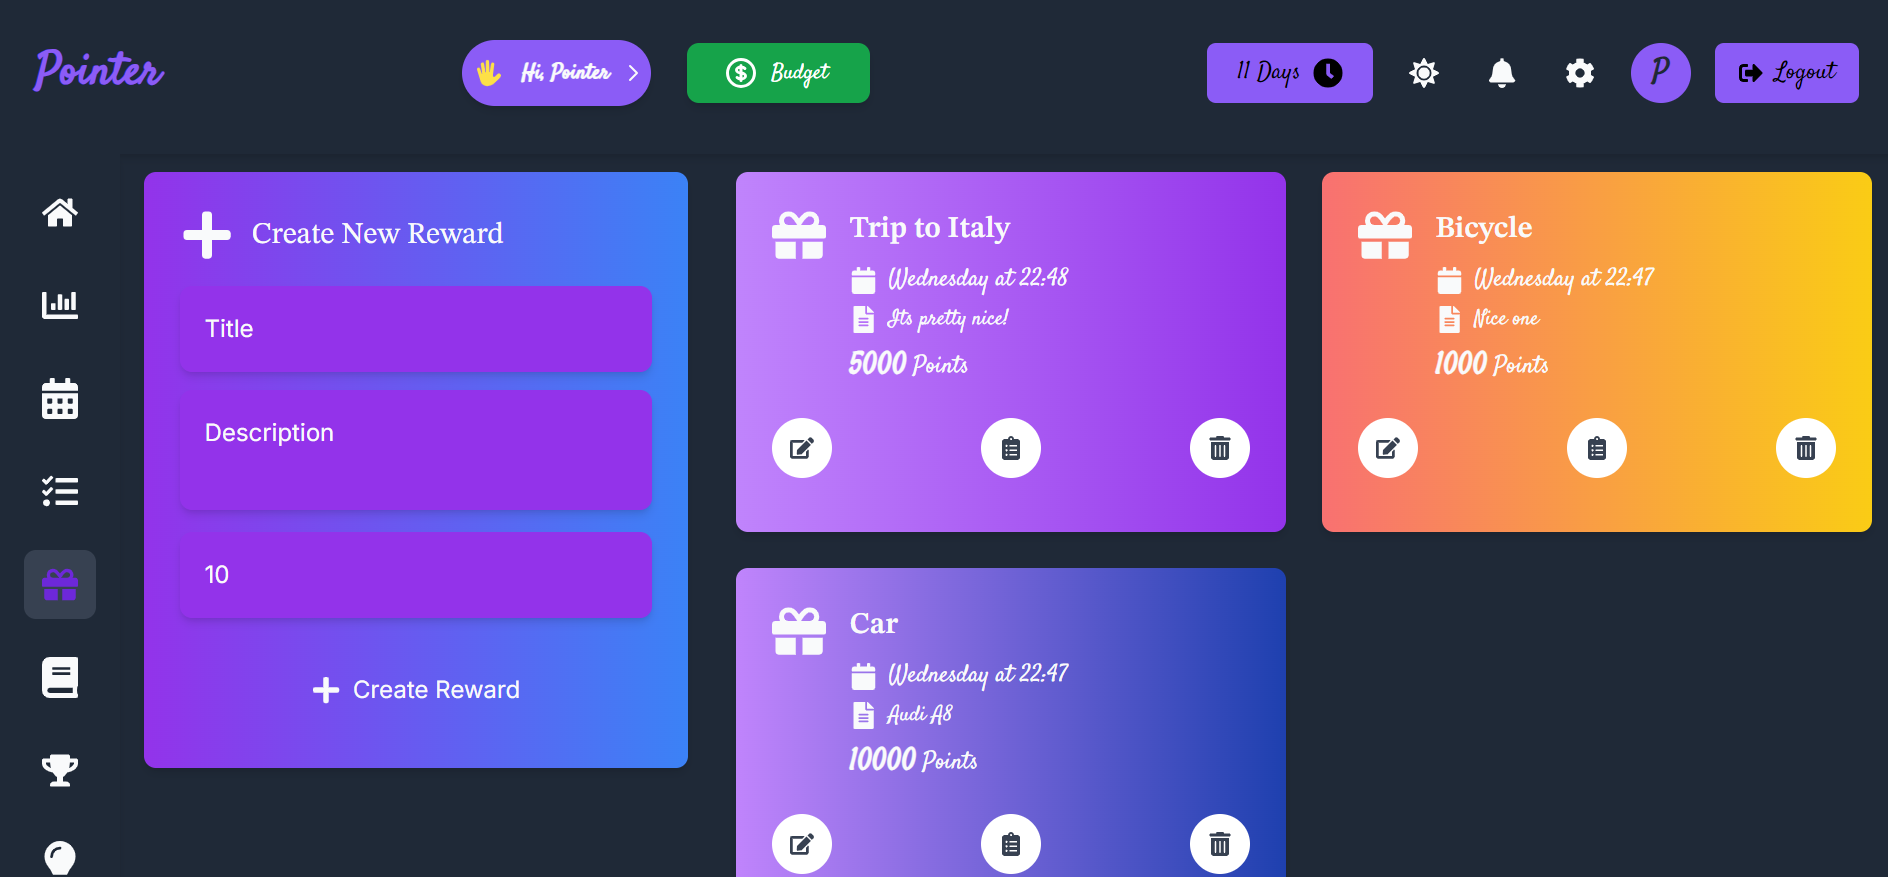 Pointer
Hi, Pointer
Budget
11 Days
P
Logout
Create New Reward
Title
Description
10
Create Reward
Trip to Italy
Wednesday at 22:48
Its pretty nice!
5000 Points
Bicycle
Wednesday at 22:47
Nice one
1000 Points
Car
Wednesday at 22:47
Audi A8
10000 Points